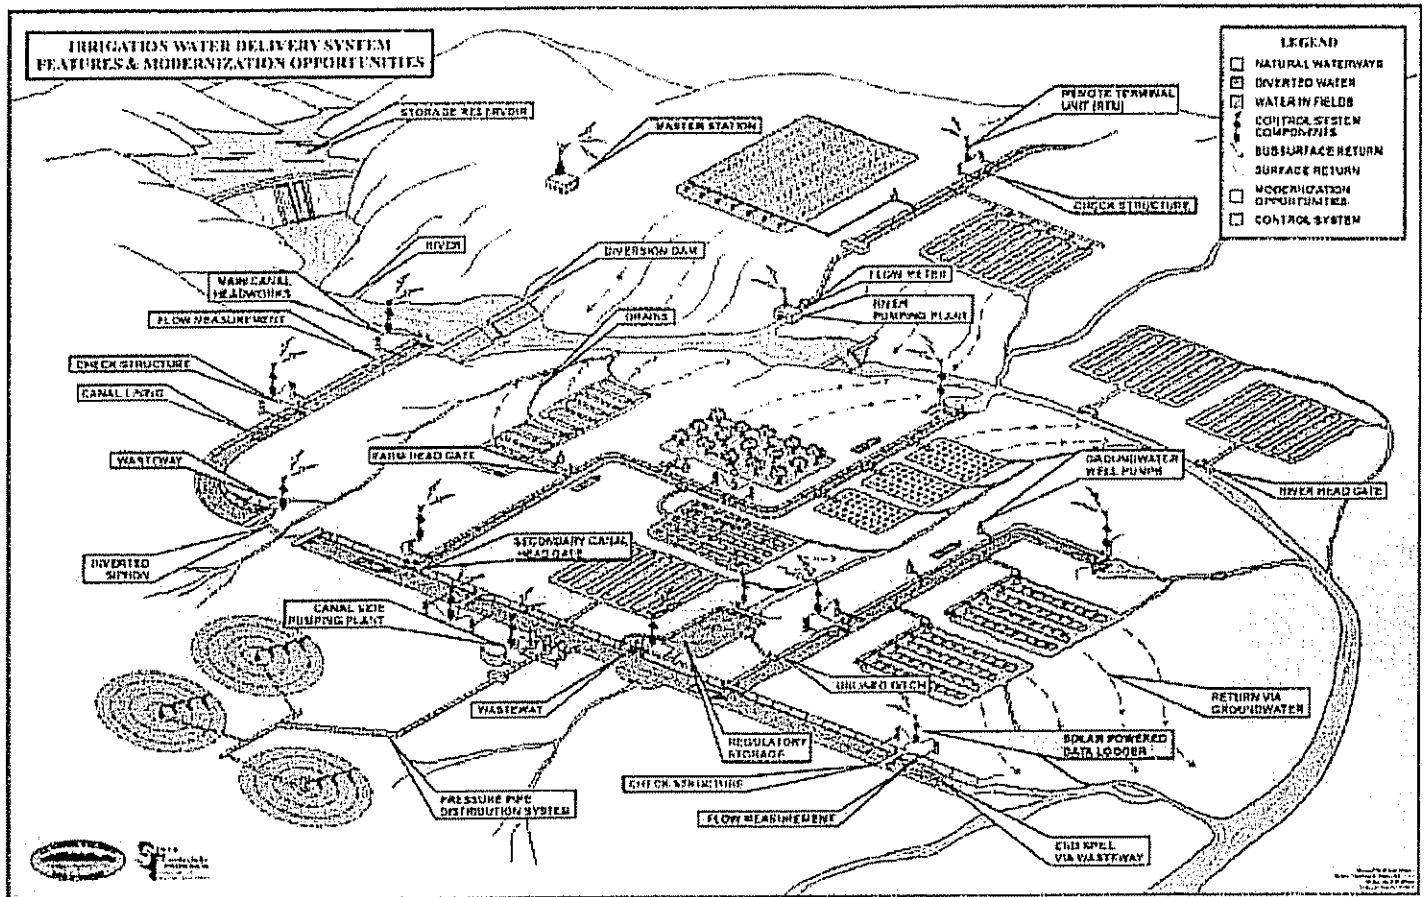 IRRIGATION WATER DELIVERY SYSTEM
FEATURES & MODERNIZATION OPPORTUNITIES
LEGEND
NATURAL WATERWAYS
DIVERTED WATER
WATER IN FIELDS
CONTROL SYSTEM
COMPONENTS
SUBSURFACE RETURN
SURFACE RETURN
MODERNIZATION
OPPORTUNITIES
CONTROL SYSTEM
STORAGE RESERVOIR
MASTER STATION
REMOTE TERMINAL
UNIT (RTU)
CHECK STRUCTURE
RIVER
DIVERSION DAM
MAIN CANAL
HEADWORKS
FLOW METER
FLOW MEASUREMENT
DRAINS
RIVER
PUMPING PLANT
CHECK STRUCTURE
CANAL LINING
WASTEWAY
FARM HEAD GATE
GROUNDWATER
WELL PUMPS
RIVER HEAD GATE
SECONDARY CANAL
HEAD GATE
INVERTED
SIPHON
CANAL SIDE
PUMPING PLANT
UNLINED DITCH
RETURN VIA
GROUNDWATER
WASTEWAY
REGULATORY
STORAGE
SOLAR POWERED
DATA LOGGER
CHECK STRUCTURE
PRESSURE PIPE
DISTRIBUTION SYSTEM
FLOW MEASUREMENT
END SPILL
VIA WASTEWAY